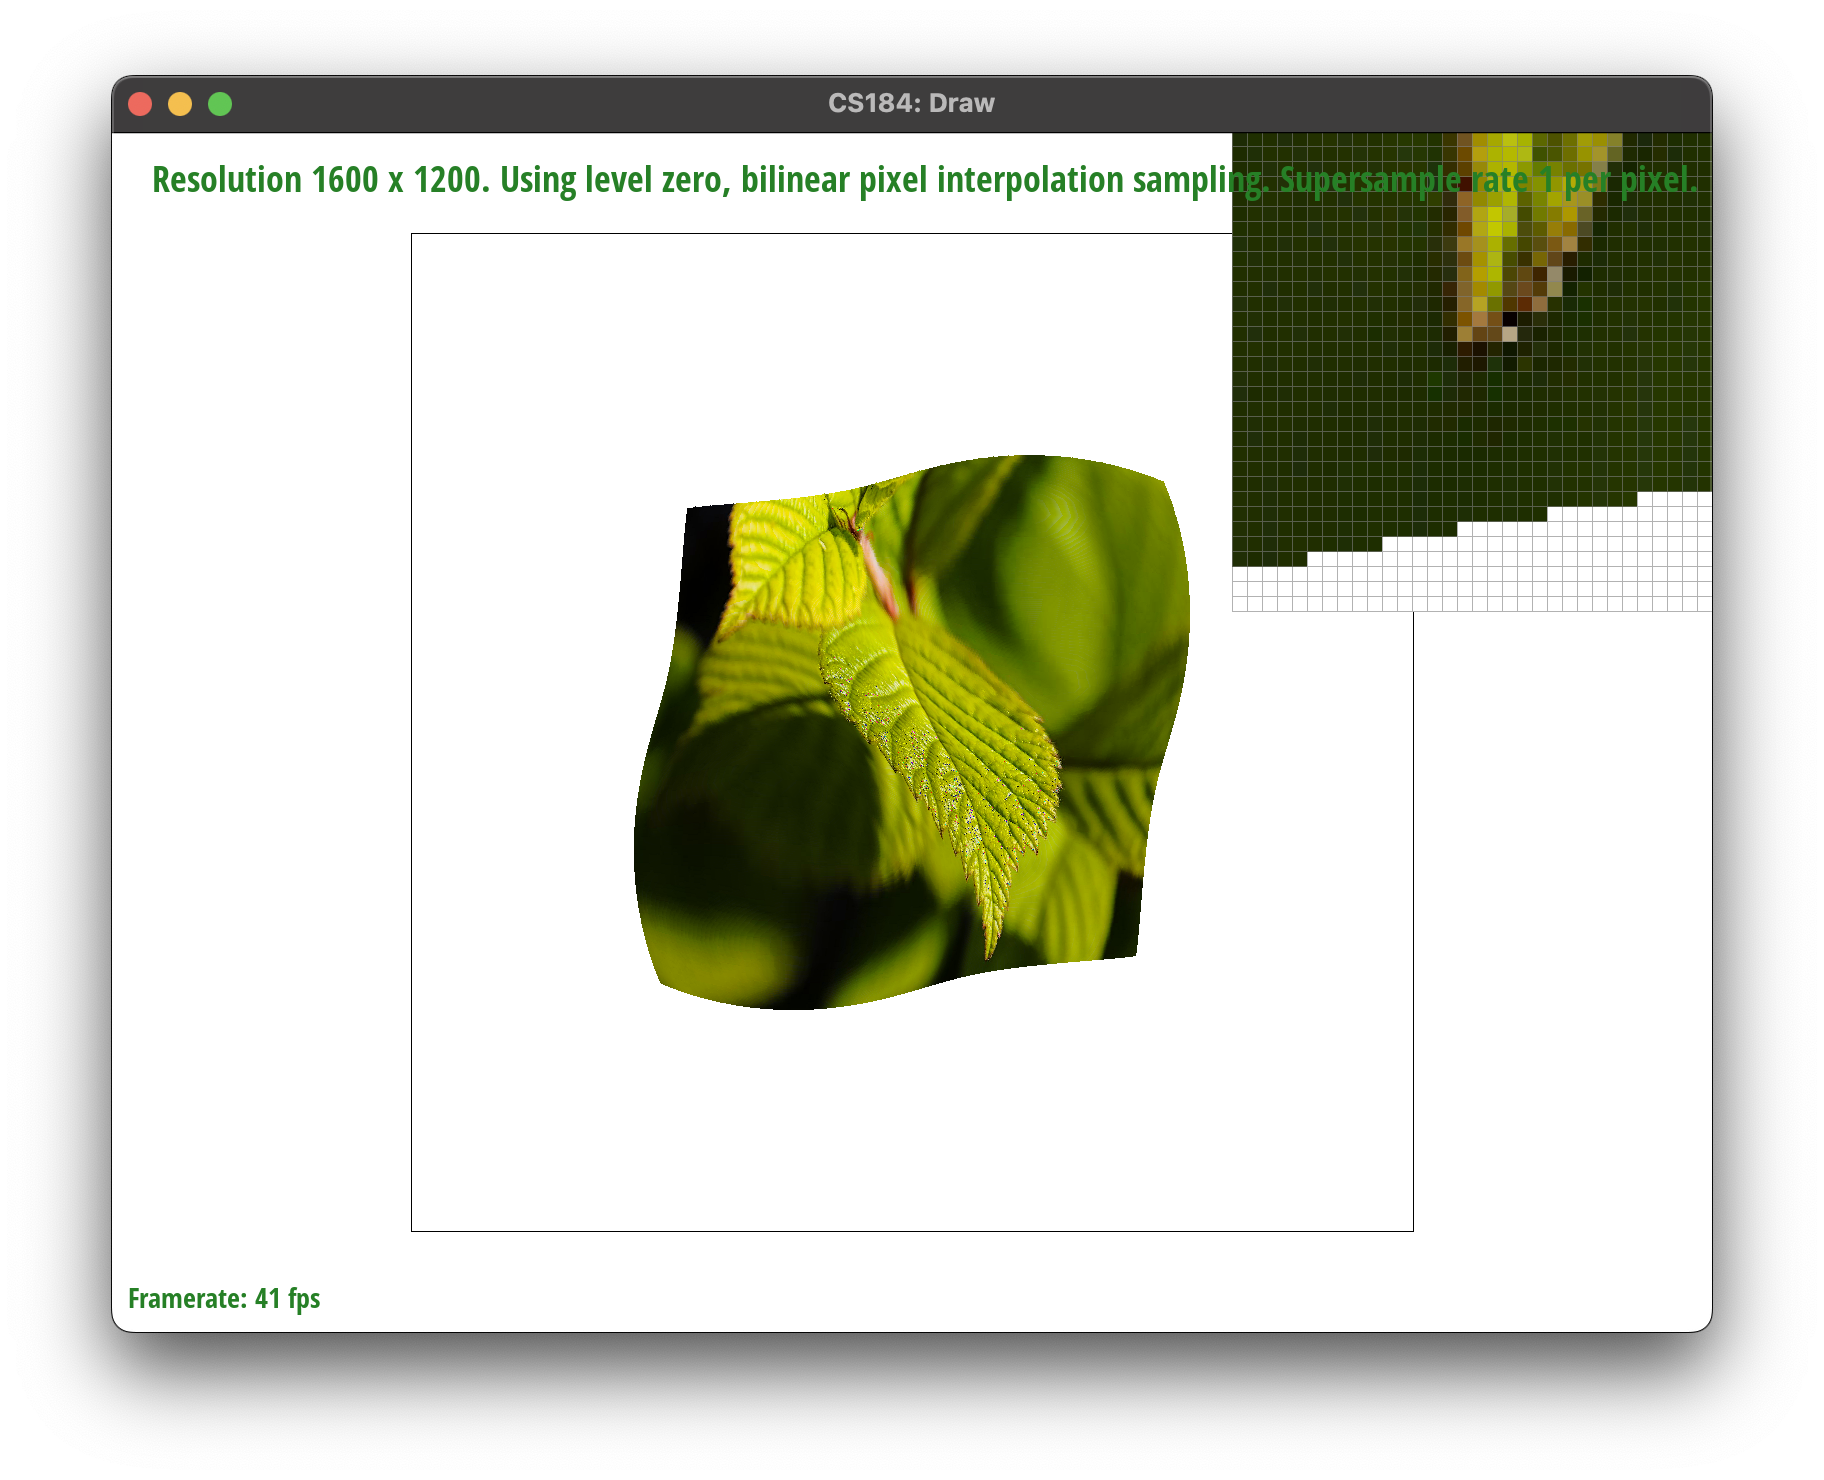 CS184: Draw
Resolution 1600 x 1200. Using level zero, bilinear pixel interpolation sampling. Supersample rate 1 per pixel.
Framerate: 41 fps